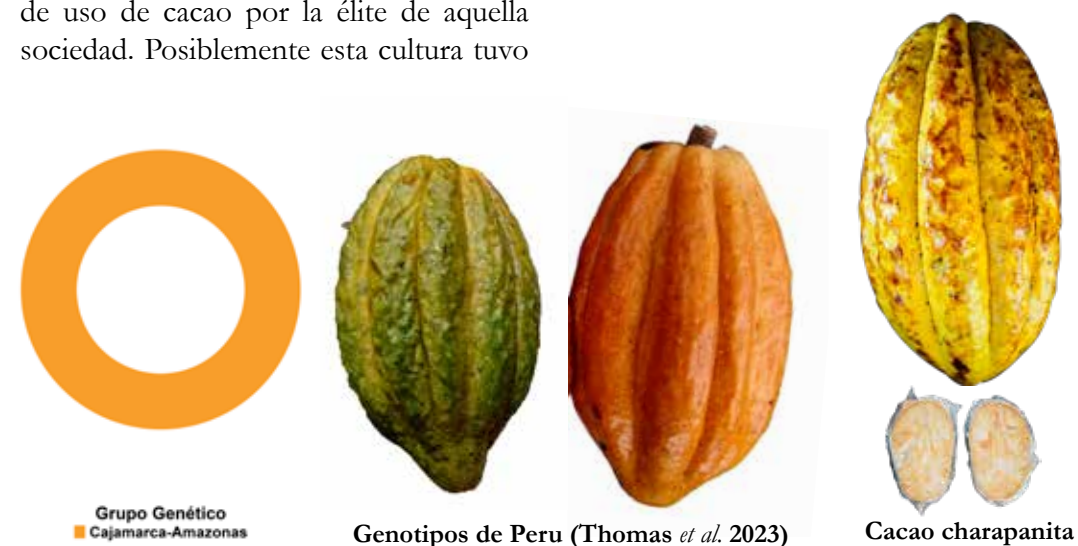 de uso de cacao por la élite de aquella
sociedad. Posiblemente esta cultura tuvo
Grupo Genético
Cajamarca-Amazonas
Genotipos de Peru (Thomas et al. 2023)
Cacao charapanita